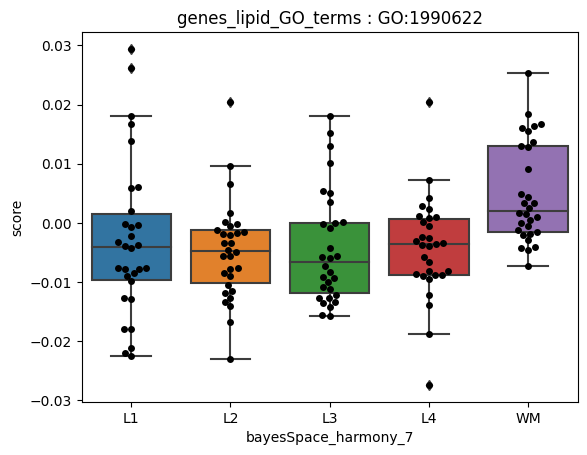 genes_lipid_GO_terms : GO:1990622
0.03
0.02
0.01
0.00
−0.01
−0.02
−0.03
score
L1 L2 L3 L4 WM
bayesSpace_harmony_7